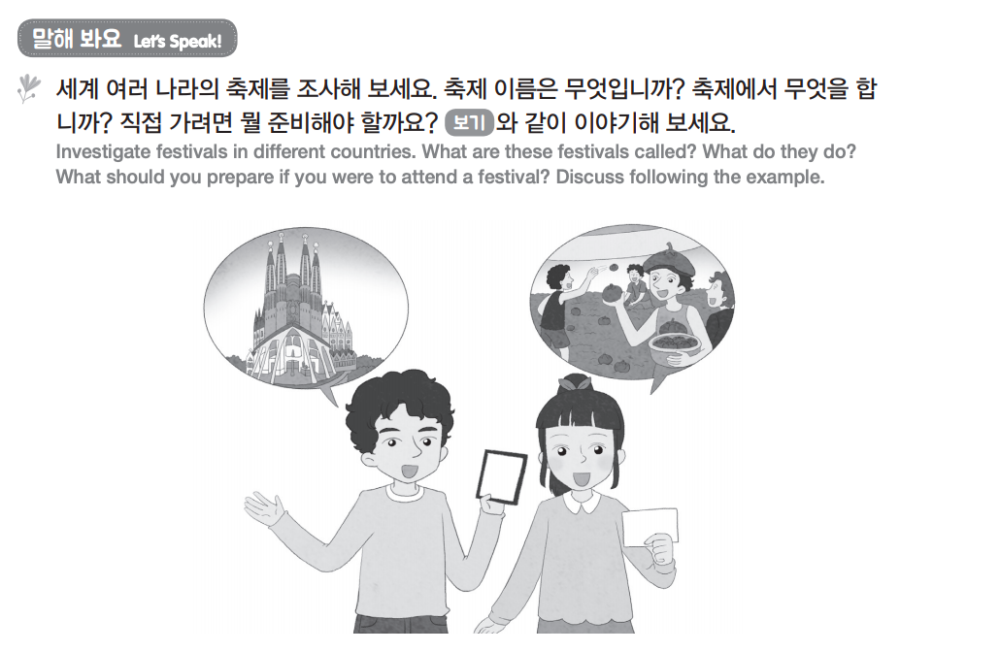 말해 봐요 Let's Speak!
세계 여러 나라의 축제를 조사해 보세요. 축제 이름은 무엇입니까? 축제에서 무엇을 합
니까? 직접 가려면 뭘 준비해야 할까요? 보기와 같이 이야기해 보세요.
Investigate festivals in different countries. What are these festivals called? What do they do?
What should you prepare if you were to attend a festival? Discuss following the example.